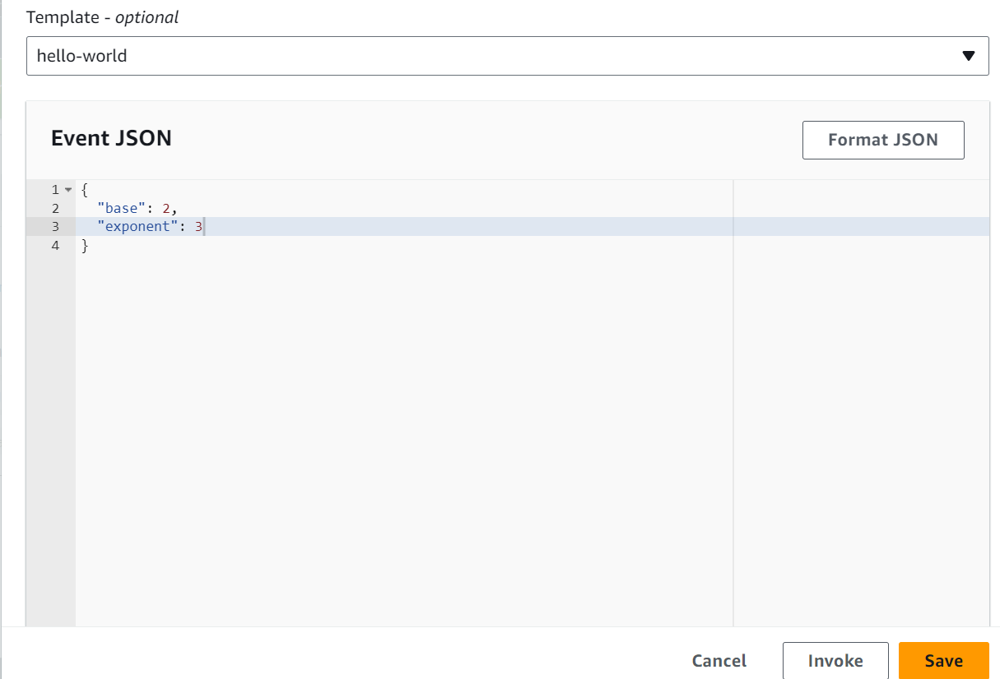 Template - optional
hello-world
Event JSON
Format JSON
1 {
2 "base": 2,
3 "exponent": 3
4 }
Cancel
Invoke
Save